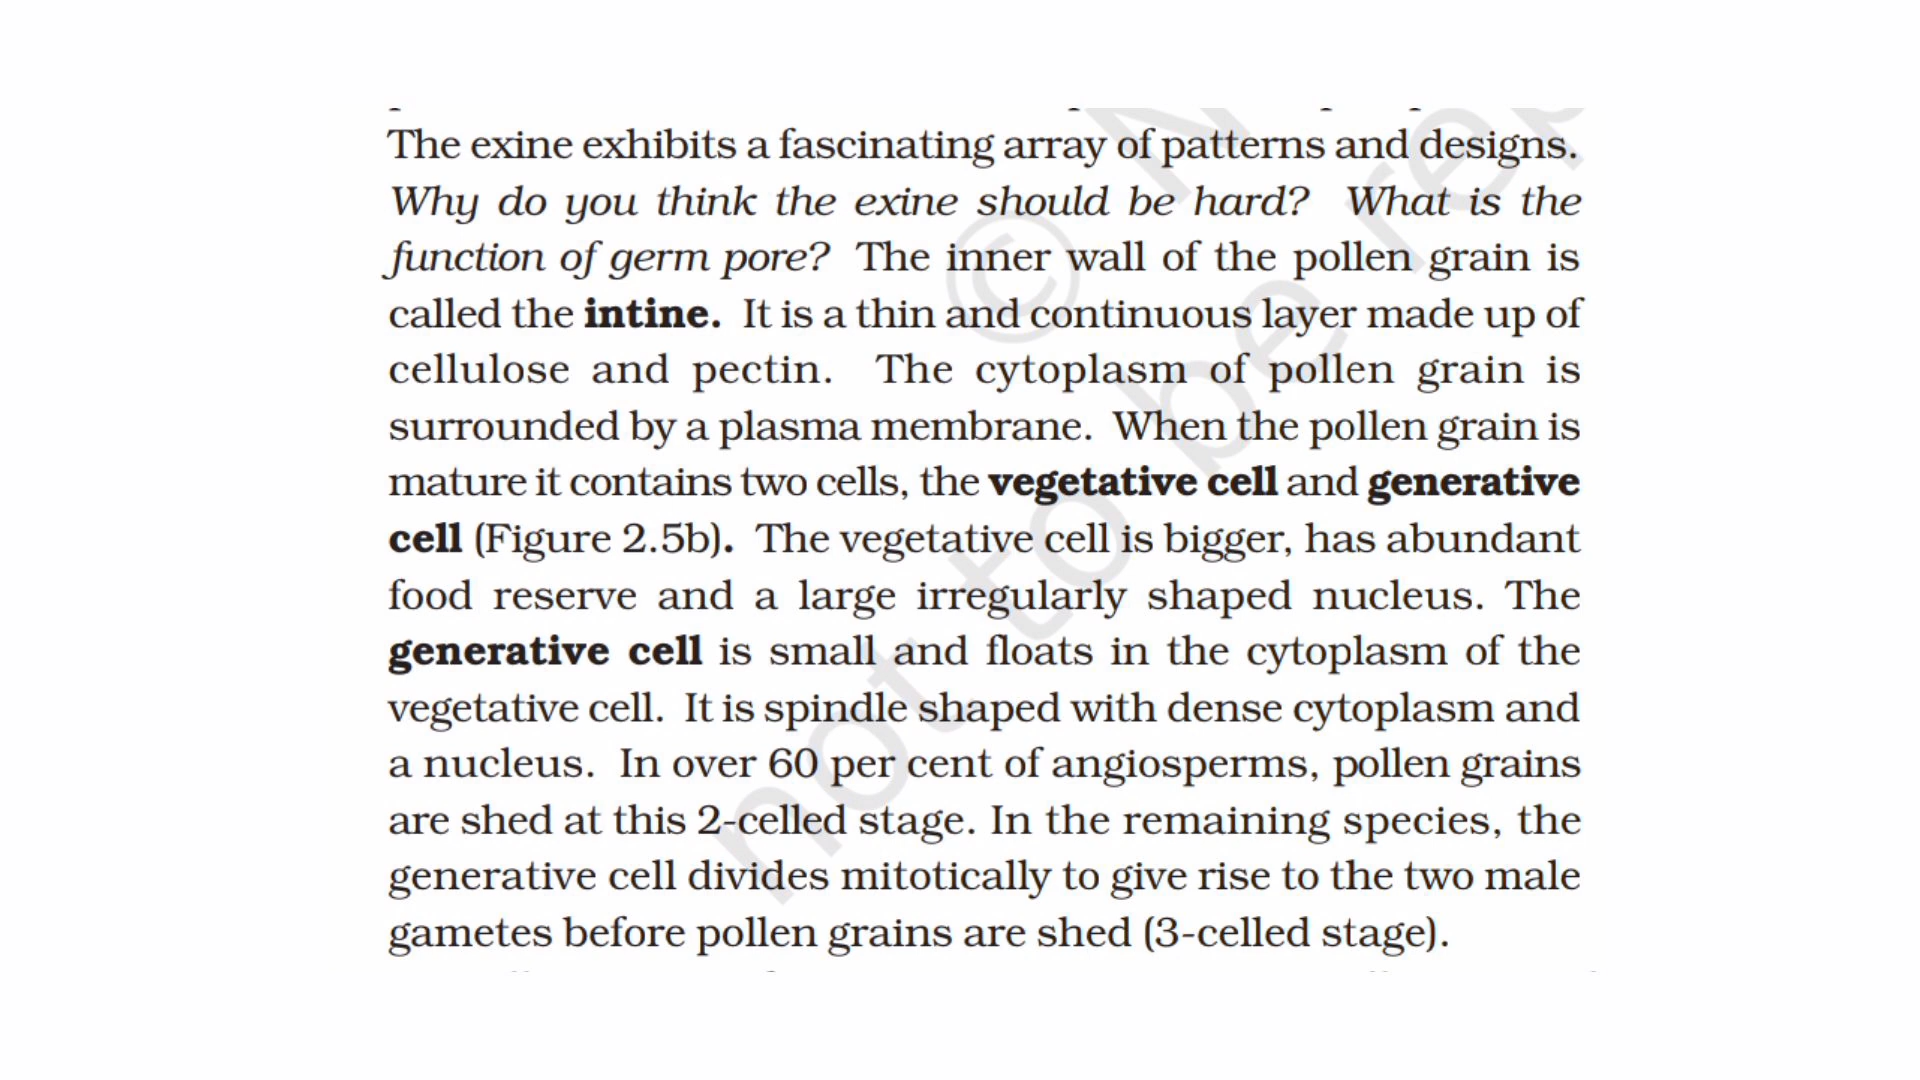 The exine exhibits a fascinating array of patterns and designs.
Why do you think the exine should be hard? What is the
function of germ pore? The inner wall of the pollen grain is
called the intine. It is a thin and continuous layer made up of
cellulose and pectin. The cytoplasm of pollen grain is
surrounded by a plasma membrane. When the pollen grain is
mature it contains two cells, the vegetative cell and generative
cell (Figure 2.5b). The vegetative cell is bigger, has abundant
food reserve and a large irregularly shaped nucleus. The
generative cell is small and floats in the cytoplasm of the
vegetative cell. It is spindle shaped with dense cytoplasm and
a nucleus. In over 60 per cent of angiosperms, pollen grains
are shed at this 2-celled stage. In the remaining species, the
generative cell divides mitotically to give rise to the two male
gametes before pollen grains are shed (3-celled stage).
© N
not to be rep